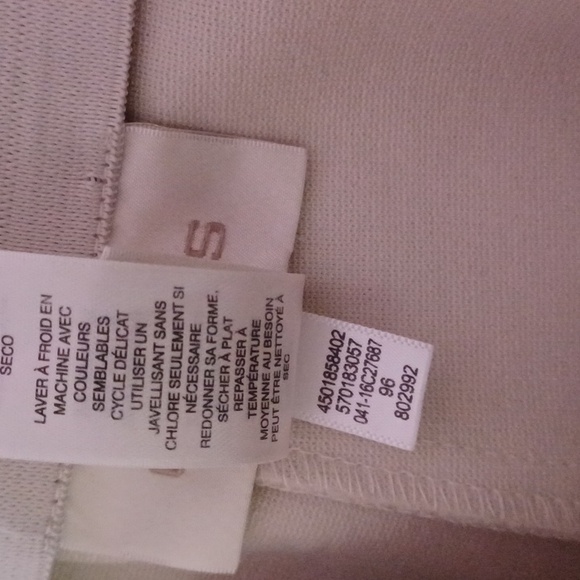 S
SECO
LAVER À FROID EN
MACHINE AVEC
COULEURS
SEMBLABLES
CYCLE DÉLICAT
UTILISER UN
JAVELLISANT SANS
CHLORE SEULEMENT SI
NÉCESSAIRE
REDONNER SA FORME,
SÉCHER À PLAT
REPASSER À
TEMPÉRATURE
MOYENNE AU BESOIN
PEUT ÊTRE NETTOYÉ À
SEC
4501858402
570183057
041-16C27687
96
802992